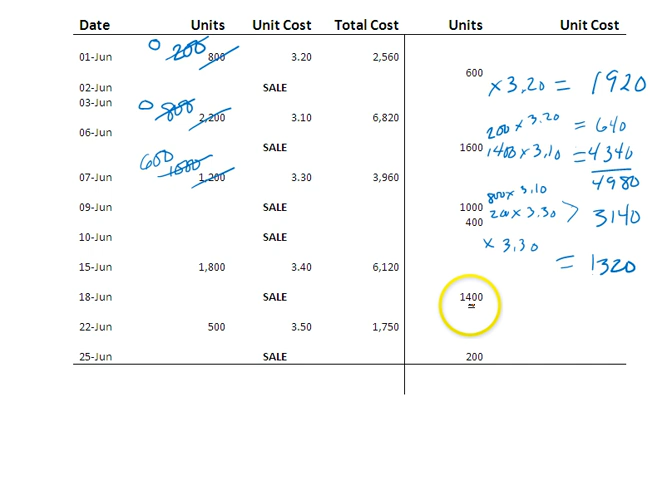 Date Units Unit Cost Total Cost Units Unit Cost
01-Jun 0 200 800 3.20 2,560
600 × 3.20 = 1920
02-Jun SALE
03-Jun 0 800 2,200 3.10 6,820
200 × 3.20 = 640
06-Jun SALE
1600 1400 × 3.10 = 4340
4980
07-Jun 600 1000 1,200 3.30 3,960
800 × 3.10
09-Jun SALE 1000 200 × 3.30 > 3140
400 × 3.30 = 1320
10-Jun SALE
15-Jun 1,800 3.40 6,120
18-Jun SALE 1400
22-Jun 500 3.50 1,750
25-Jun SALE 200